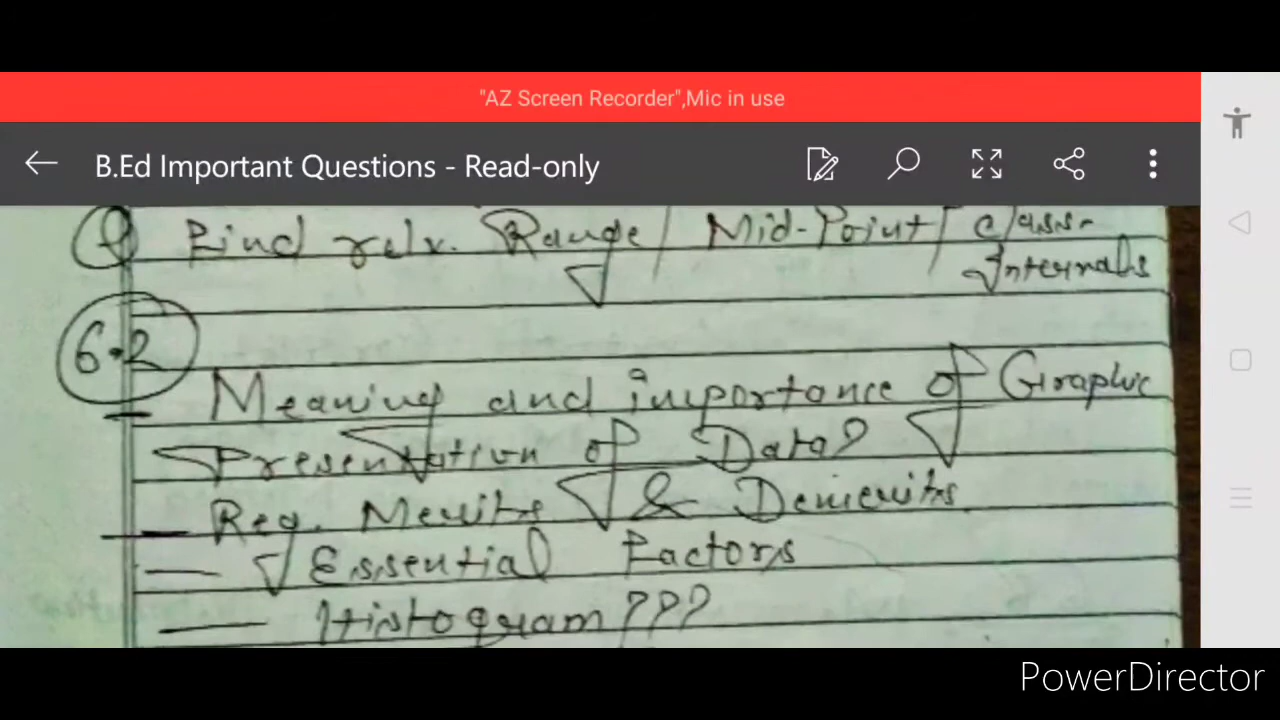 "AZ Screen Recorder",Mic in use
B.Ed Important Questions - Read-only
Q Find relv. Range / Mid-Point / Class-
Intervals
6.2
— Meaning and importance of Graphic
Presentation of Data?
— Req. Merits & Demerits
— Essential Factors
— Histogram ???
PowerDirector